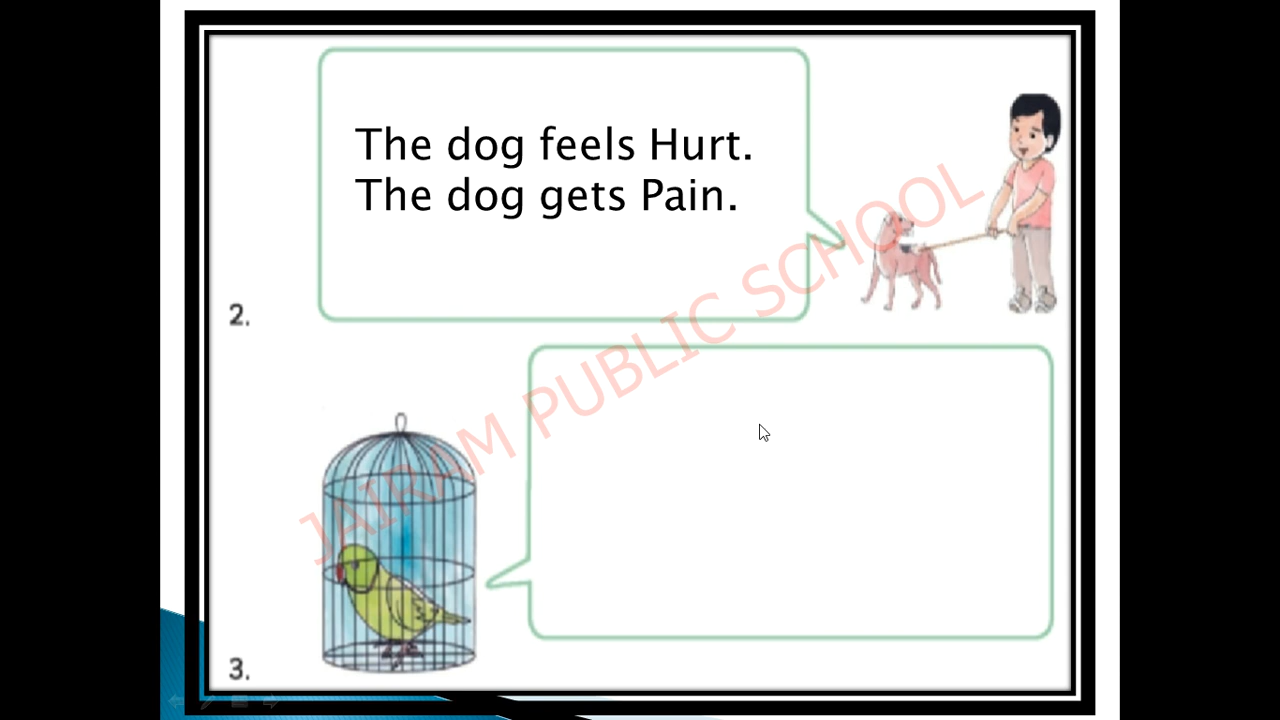 The dog feels Hurt.
The dog gets Pain.
2.
JAIRAM PUBLIC SCHOOL
3.